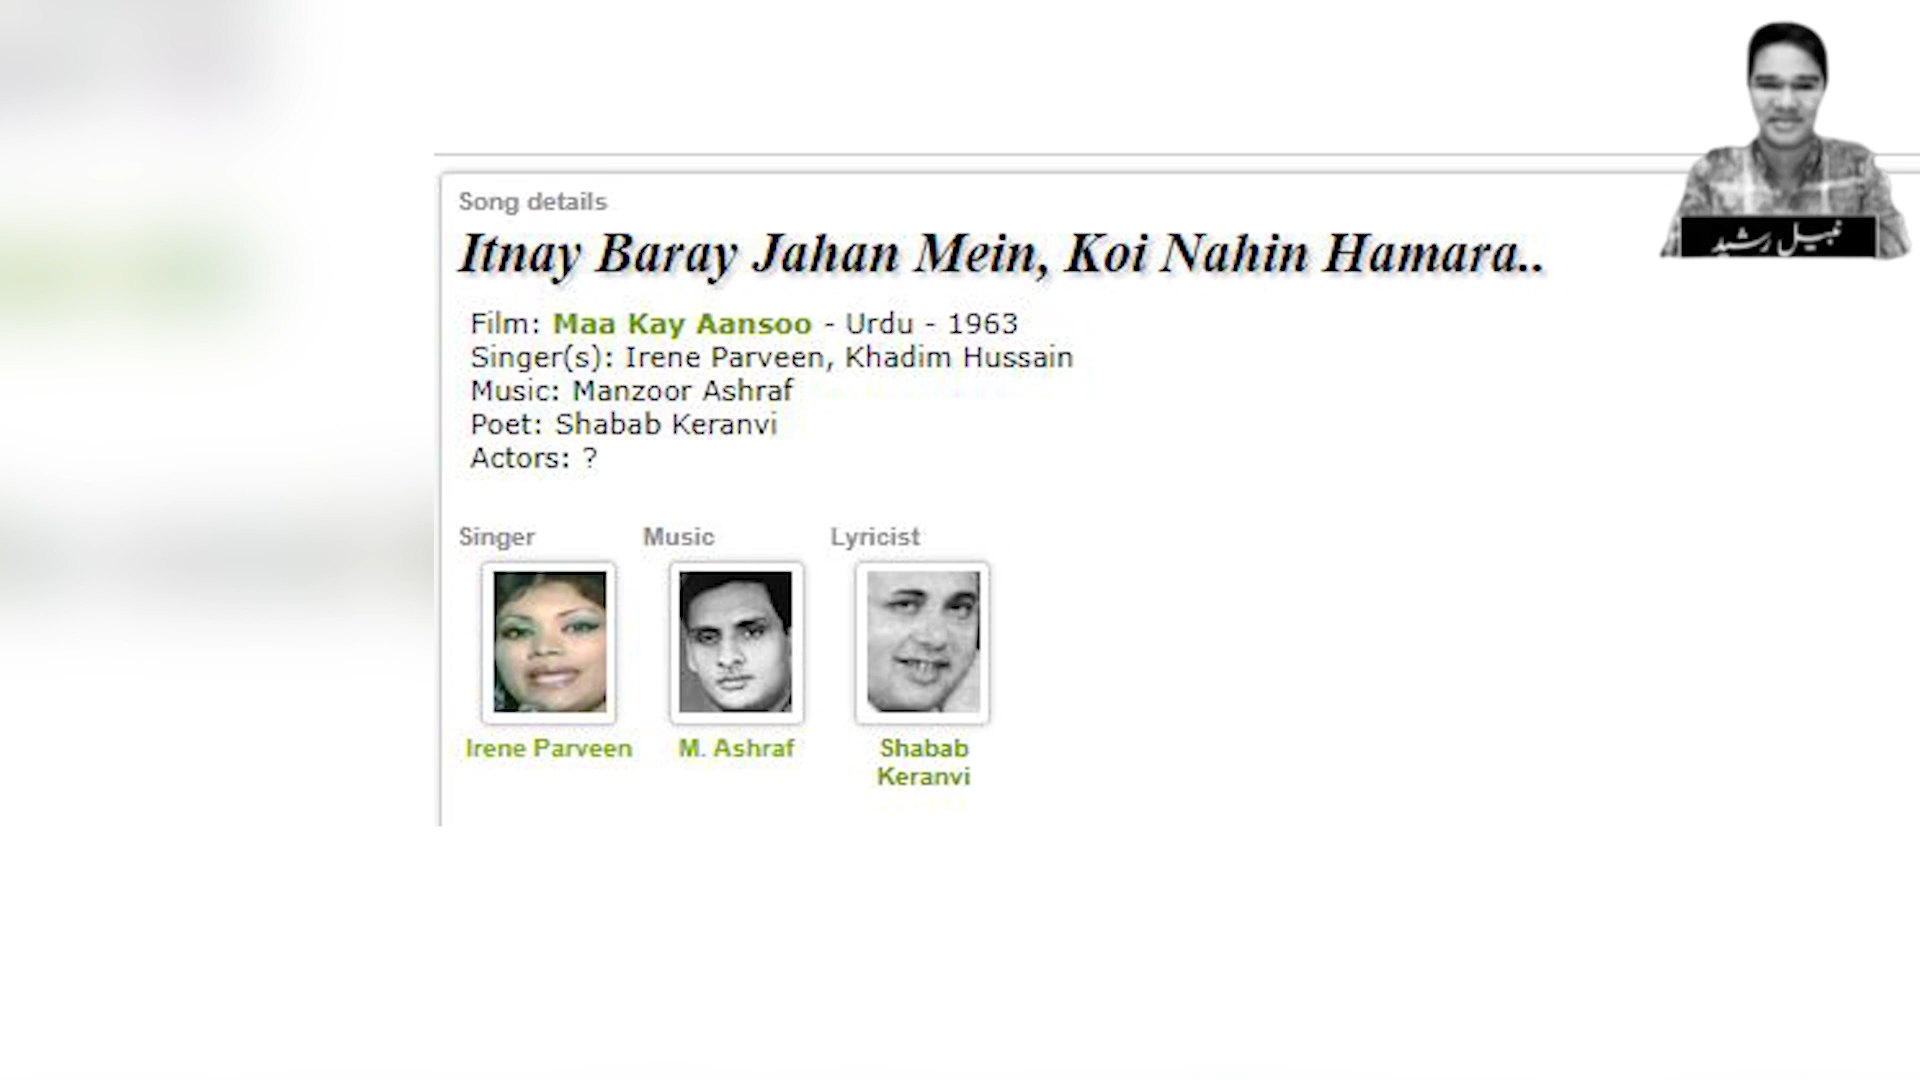 نبیل رشید
Song details
Itnay Baray Jahan Mein, Koi Nahin Hamara..
Film: Maa Kay Aansoo - Urdu - 1963
Singer(s): Irene Parveen, Khadim Hussain
Music: Manzoor Ashraf
Poet: Shabab Keranvi
Actors: ?
Singer Music Lyricist
Irene Parveen M. Ashraf Shabab
Keranvi